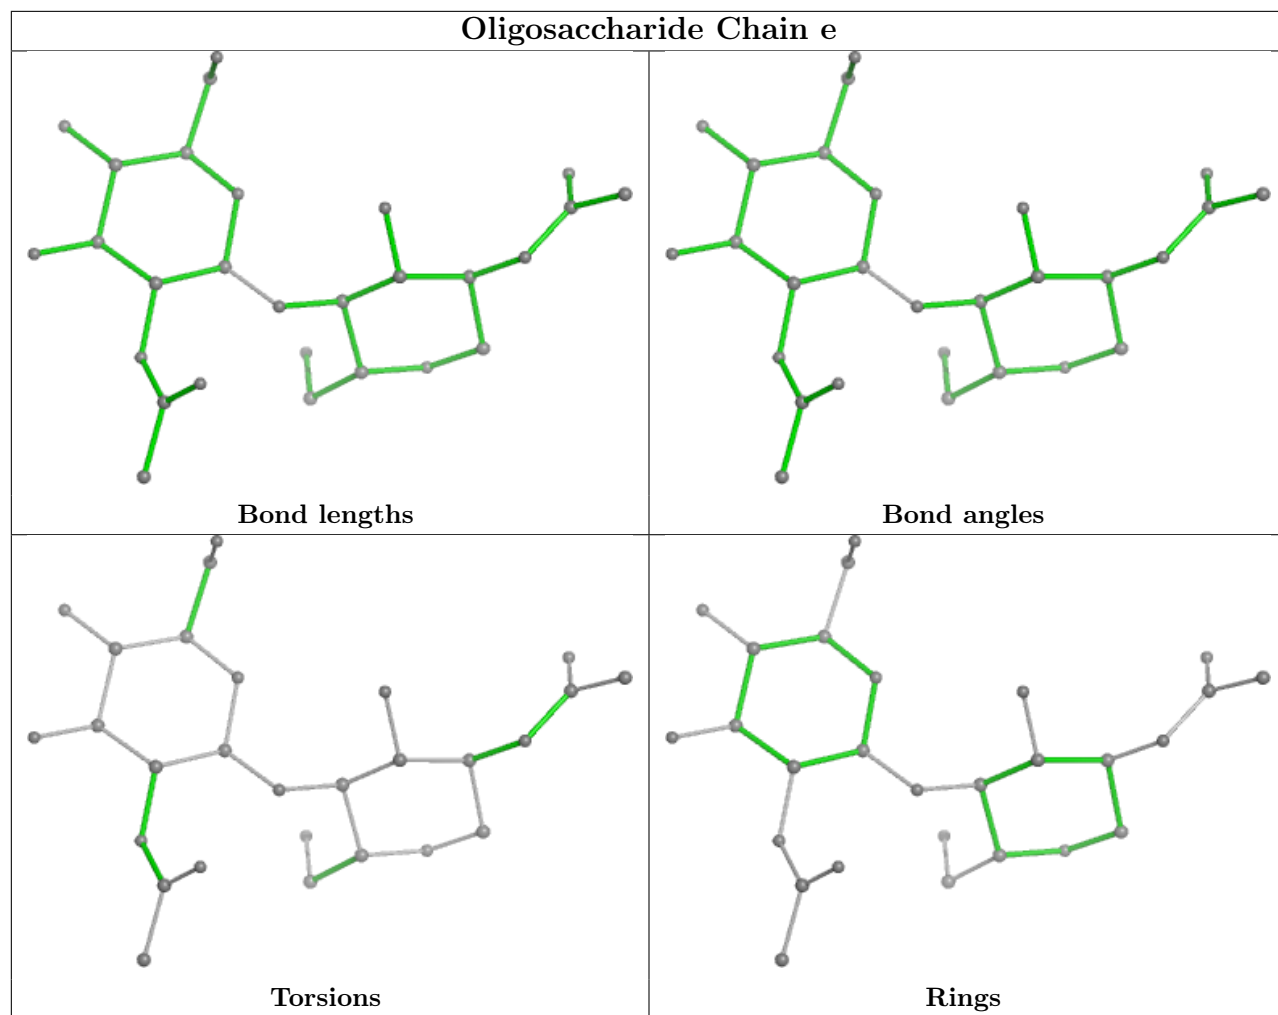 Oligosaccharide Chain e
Bond lengths
Bond angles
Torsions
Rings